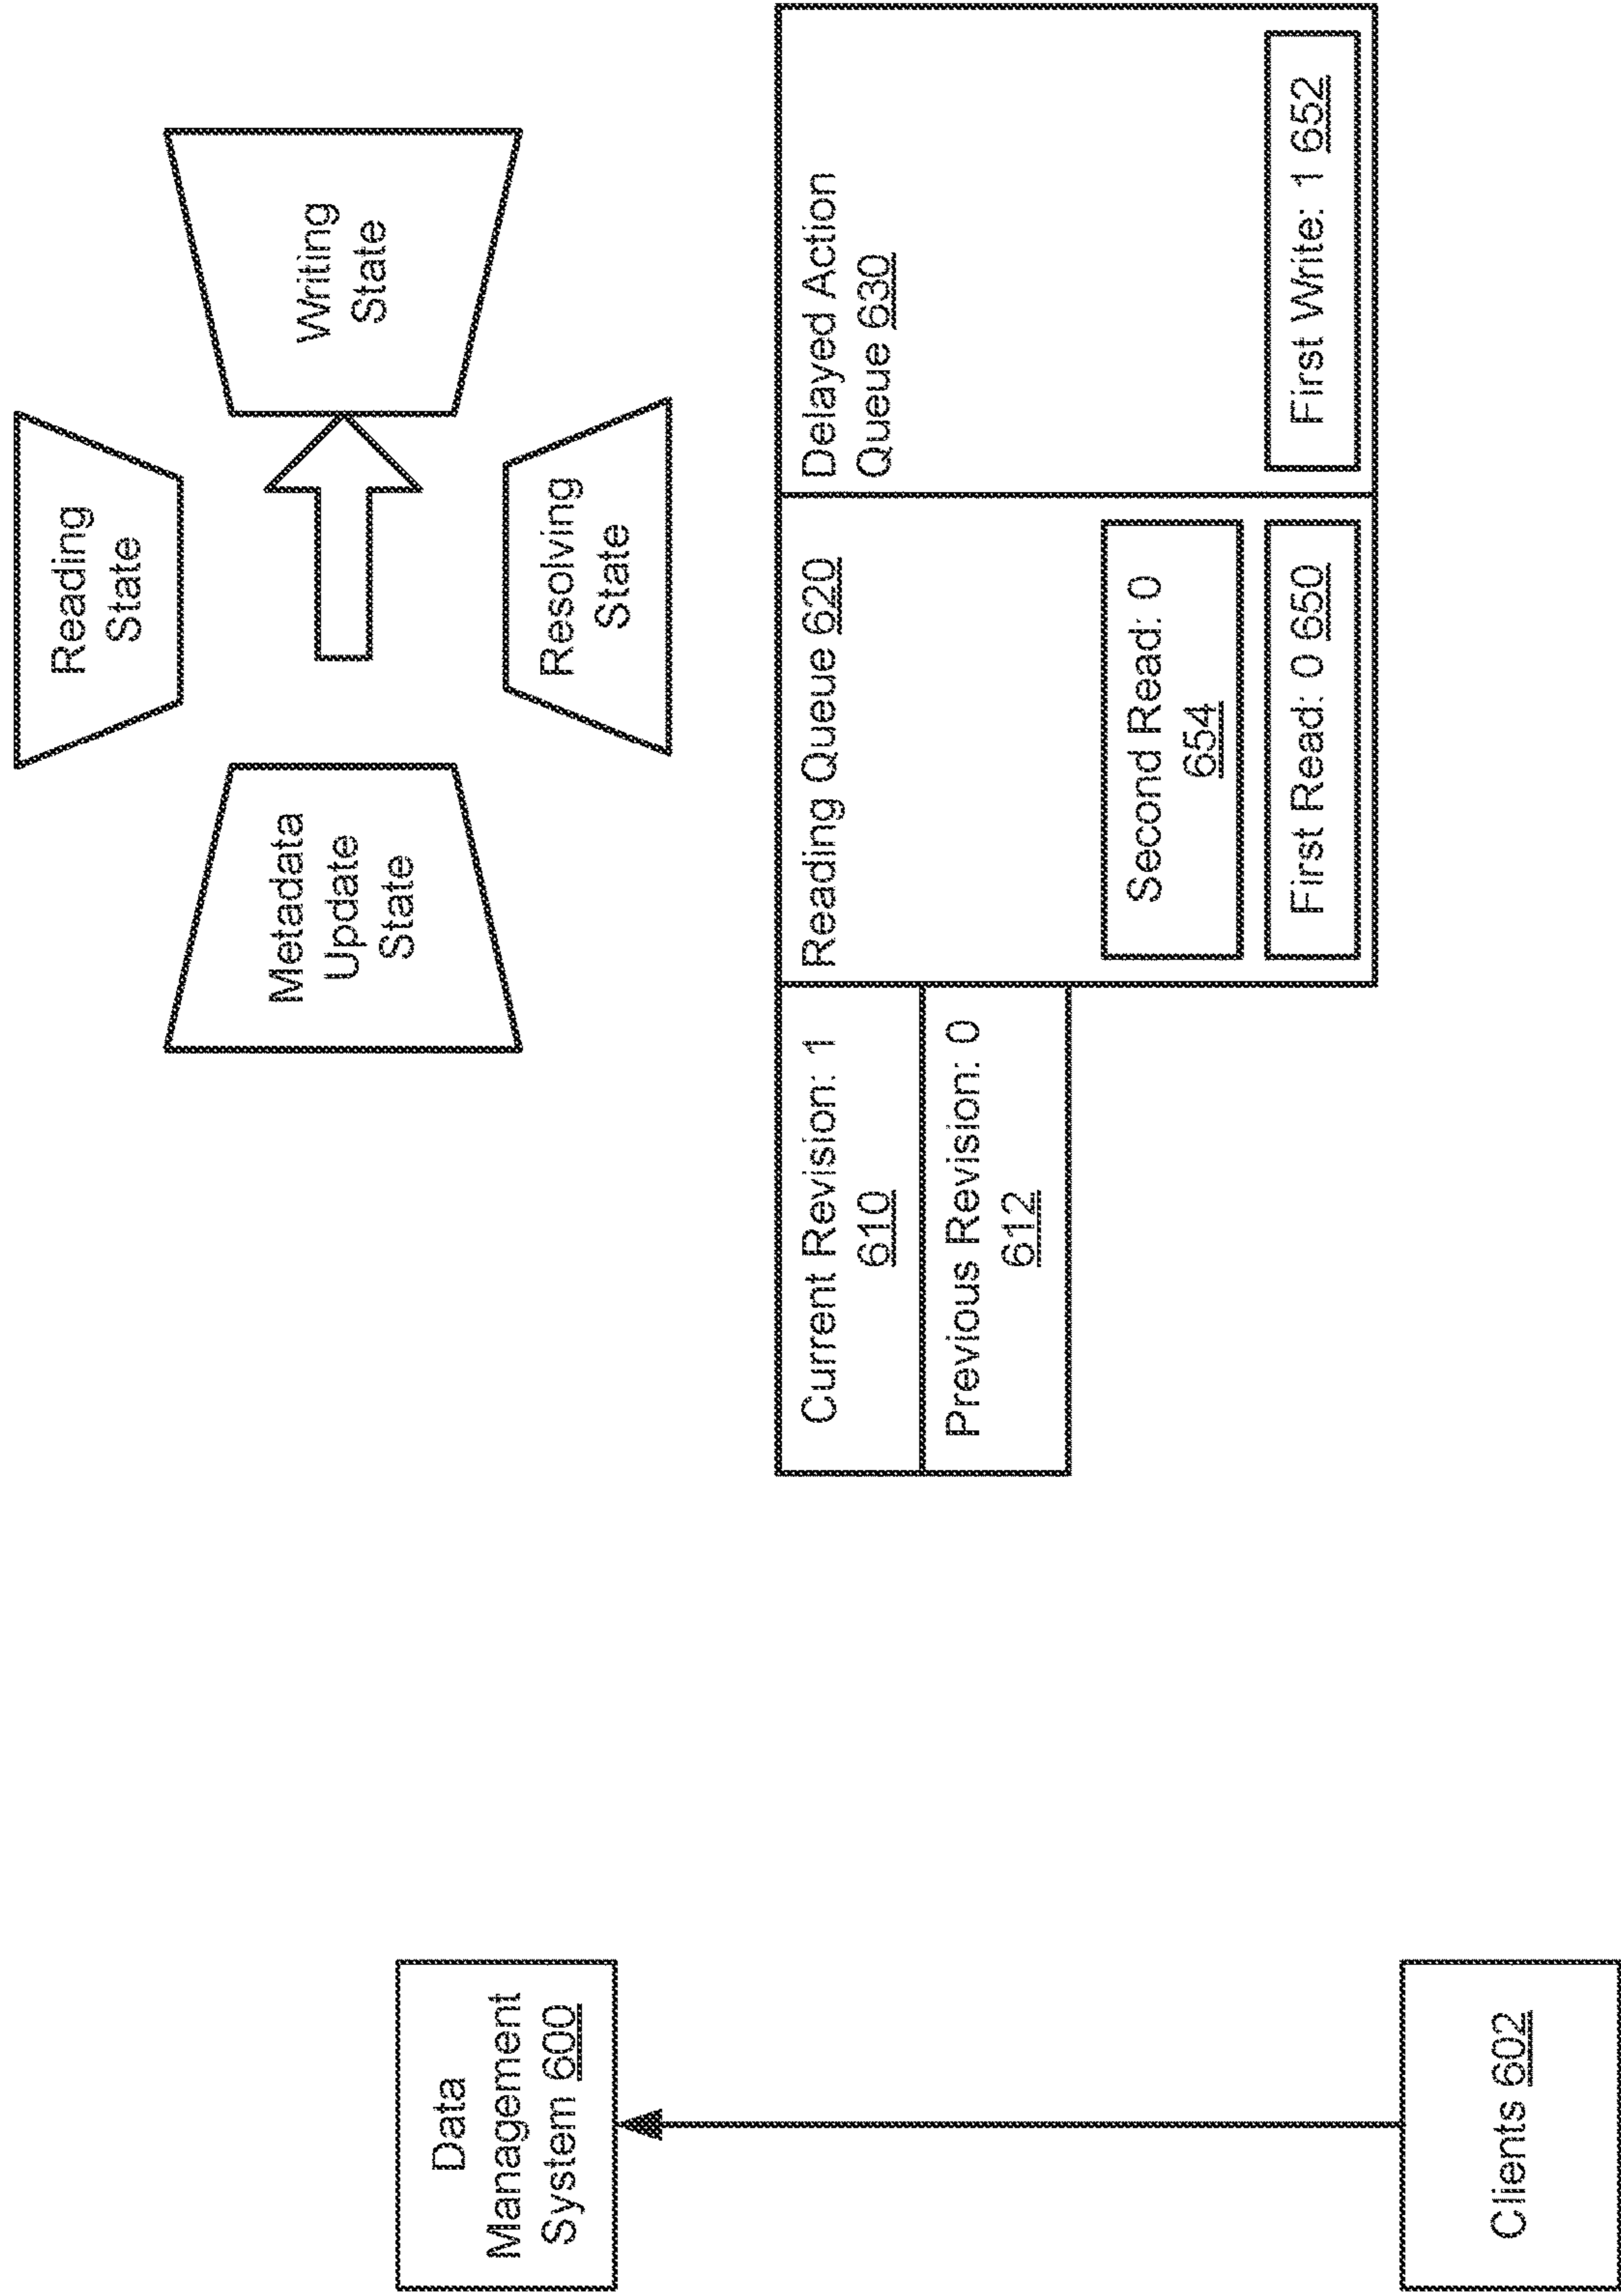 Data
Management
System 600
Clients 602
Reading
State
Metadata
Update
State
Writing
State
Resolving
State
Current Revision: 1
610
Previous Revision: 0
612
Reading Queue 620
Second Read: 0
654
First Read: 0 650
Delayed Action
Queue 630
First Write: 1 652